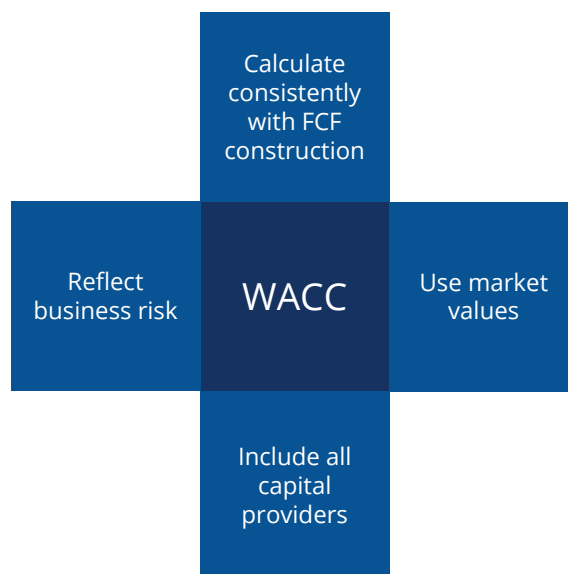 Calculate
consistently
with FCF
construction
Reflect
business risk
WACC
Use market
values
Include all
capital
providers